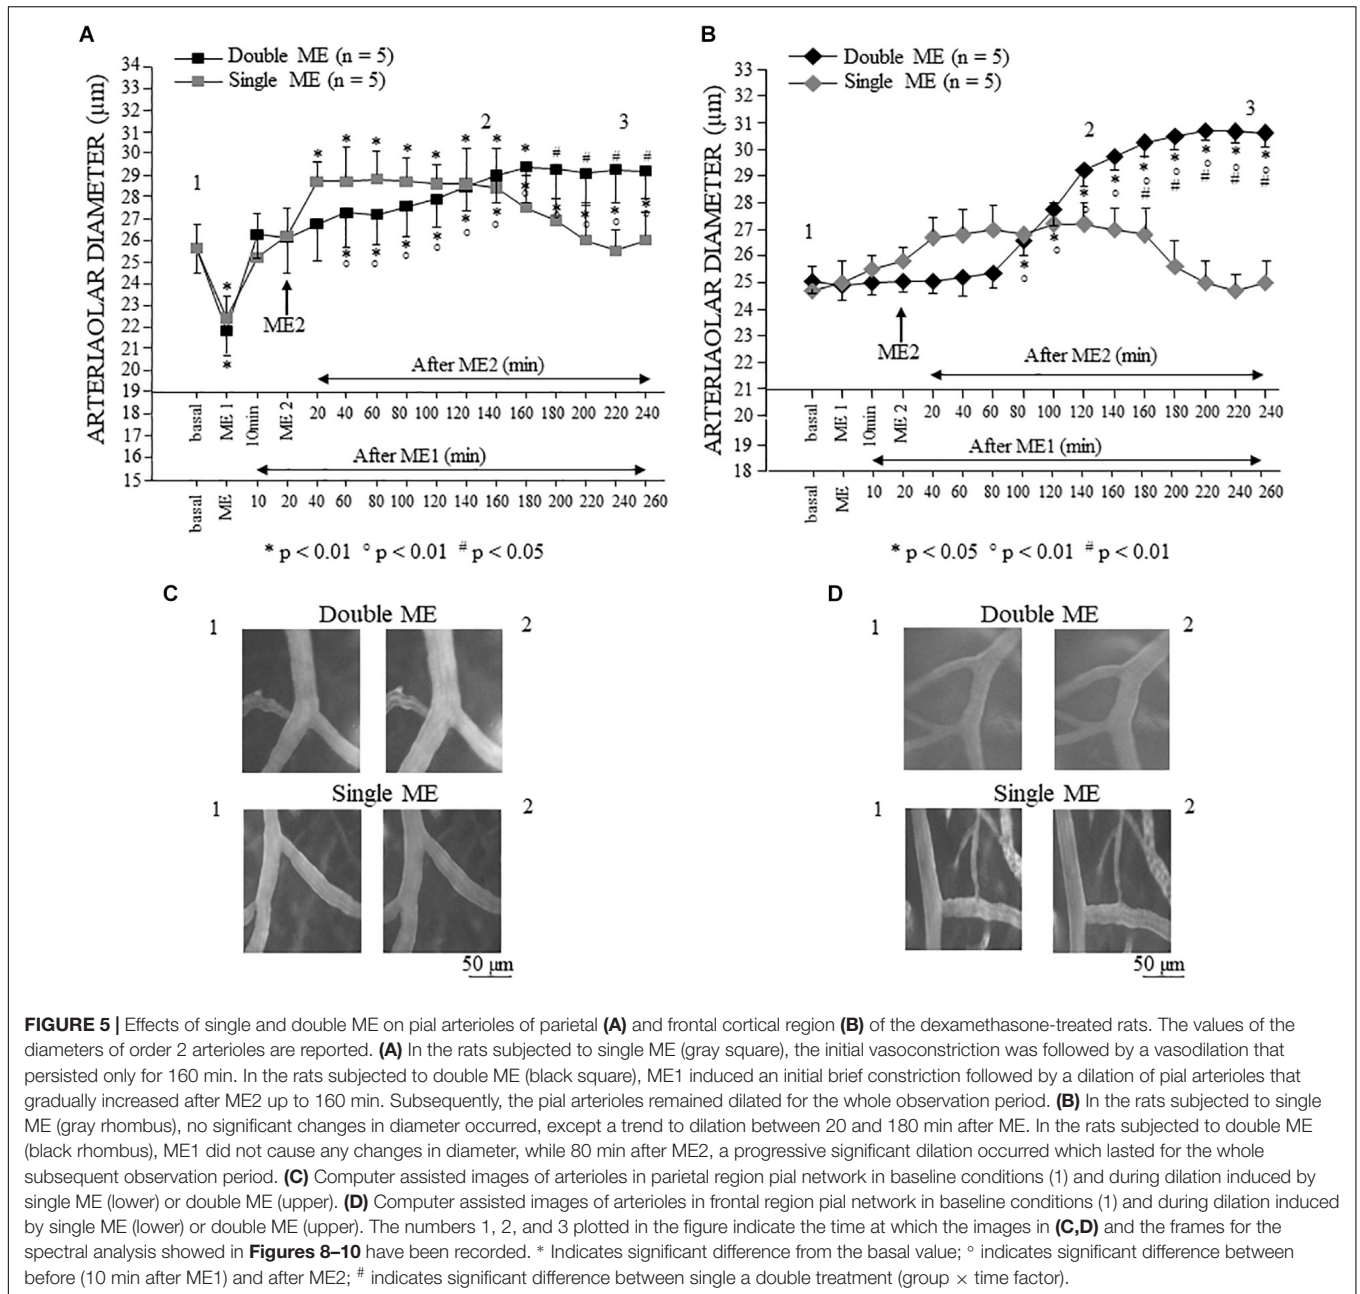 A
Double ME (n = 5)
Single ME (n = 5)
ARTERIAOLAR DIAMETER (µm)
34
33
32
31
30
29
28
27
26
25
24
23
22
21
20
19
18
17
16
15
1
2
3
* * * * * * * * # # # #
* ° * ° * ° * ° * ° * ° * ° * ° * ° * ° * ° * °
*
*
ME2
After ME2 (min)
basal ME 1 10min ME 2 20 40 60 80 100 120 140 160 180 200 220 240
After ME1 (min)
basal ME 10 20 40 60 80 100 120 140 160 180 200 220 240 260
* p < 0.01 ° p < 0.01 # p < 0.05
B
Double ME (n = 5)
Single ME (n = 5)
ARTERIAOLAR DIAMETER (µm)
33
32
31
30
29
28
27
26
25
24
23
22
21
20
19
18
1
2
3
* ° * ° * ° * ° * ° # * ° # * ° # * ° # * ° #
ME2
After ME2 (min)
basal ME 1 10min ME 2 20 40 60 80 100 120 140 160 180 200 220 240
After ME1 (min)
basal ME 10 20 40 60 80 100 120 140 160 180 200 220 240 260
* p < 0.05 ° p < 0.01 # p < 0.01
C
Double ME
1 2
Single ME
1 2
50 µm
D
Double ME
1 2
Single ME
1 2
50 µm
FIGURE 5 | Effects of single and double ME on pial arterioles of parietal (A) and frontal cortical region (B) of the dexamethasone-treated rats. The values of the
diameters of order 2 arterioles are reported. (A) In the rats subjected to single ME (gray square), the initial vasoconstriction was followed by a vasodilation that
persisted only for 160 min. In the rats subjected to double ME (black square), ME1 induced an initial brief constriction followed by a dilation of pial arterioles that
gradually increased after ME2 up to 160 min. Subsequently, the pial arterioles remained dilated for the whole observation period. (B) In the rats subjected to single
ME (gray rhombus), no significant changes in diameter occurred, except a trend to dilation between 20 and 180 min after ME. In the rats subjected to double ME
(black rhombus), ME1 did not cause any changes in diameter, while 80 min after ME2, a progressive significant dilation occurred which lasted for the whole
subsequent observation period. (C) Computer assisted images of arterioles in parietal region pial network in baseline conditions (1) and during dilation induced by
single ME (lower) or double ME (upper). (D) Computer assisted images of arterioles in frontal region pial network in baseline conditions (1) and during dilation induced
by single ME (lower) or double ME (upper). The numbers 1, 2, and 3 plotted in the figure indicate the time at which the images in (C,D) and the frames for the
spectral analysis showed in Figures 8–10 have been recorded. * Indicates significant difference from the basal value; ° indicates significant difference between
before (10 min after ME1) and after ME2; # indicates significant difference between single a double treatment (group × time factor).